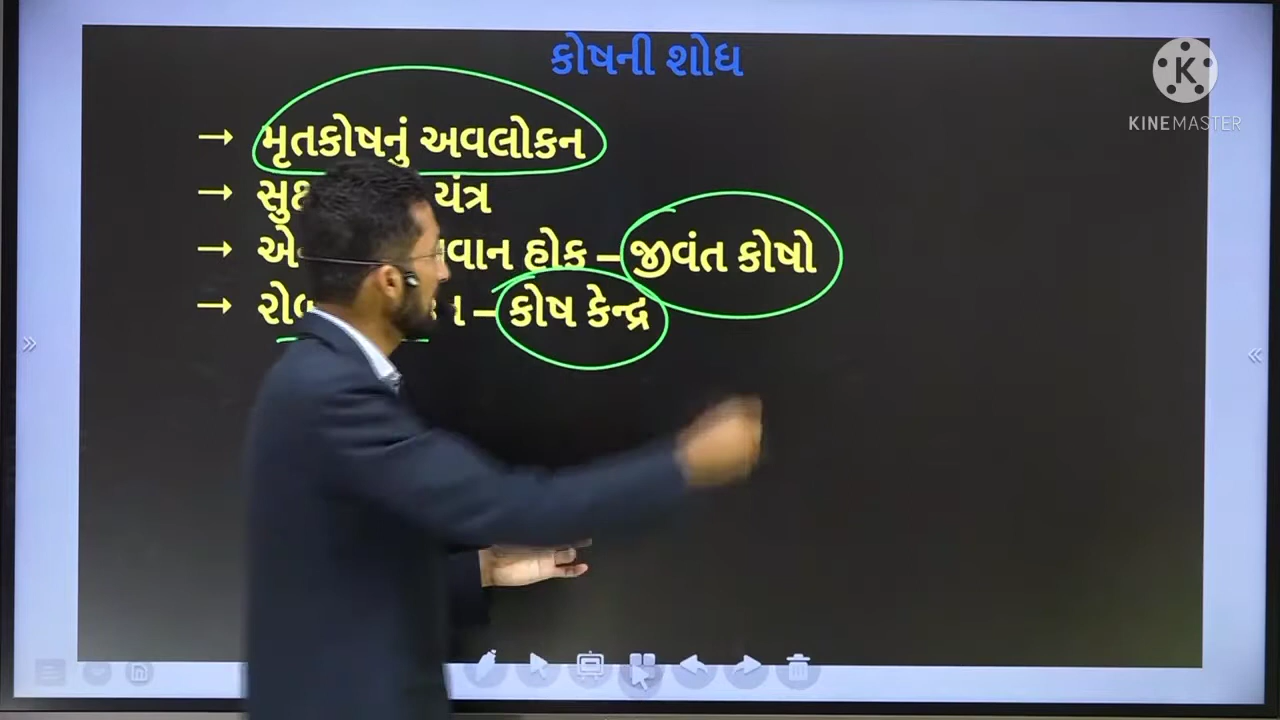 કોષની શોધ
K
KINEMASTER
→ મૃતકોષનું અવલોકન
→ યંત્ર
→ હોક – જીવંત કોષો
→ – કોષ કેન્દ્ર